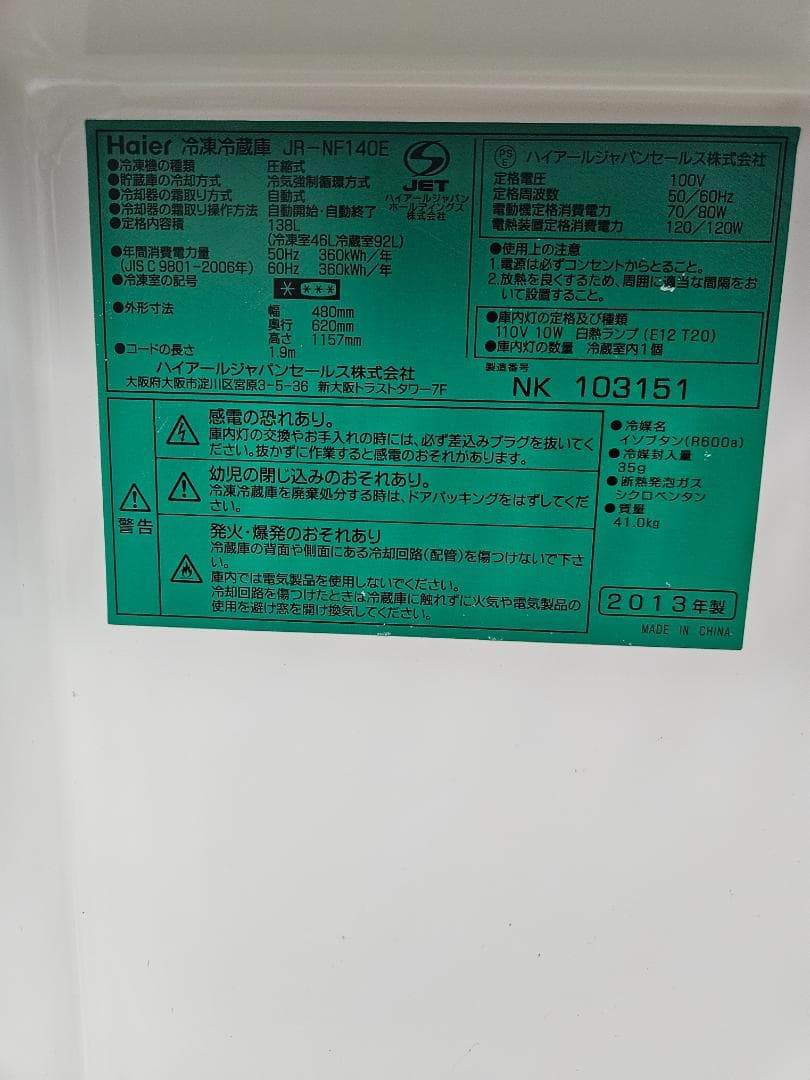 Haier 冷凍冷蔵庫 JR-NF140E
●冷凍機の種類 圧縮式
●貯蔵庫の冷却方式 冷気強制循環方式
●冷却器の霜取り方式 自動式
●冷却器の霜取り操作方法 自動開始・自動終了
●定格内容積 138L
(冷凍室46L冷蔵室92L)
●年間消費電力量 50Hz 360kWh/年
(JIS C 9801-2006年) 60Hz 360kWh/年
●冷凍室の記号
●外形寸法 幅 480mm
奥行 620mm
高さ 1157mm
●コードの長さ 1.9m
ハイアールジャパンセールス株式会社
大阪府大阪市淀川区宮原3-5-36 新大阪トラストタワー7F
S
JET
ハイアールジャパン
ホールディングス
株式会社
PS
E ハイアールジャパンセールス株式会社
定格電圧 100V
定格周波数 50/60Hz
電動機定格消費電力 70/80W
電熱装置定格消費電力 120/120W
●使用上の注意
1.電源は必ずコンセントからとること。
2.放熱を良くするため、周囲に適当な間隔をお
いて設置すること。
●庫内灯の定格及び種類
110V 10W 白熱ランプ(E12 T20)
●庫内灯の数量 冷蔵室内1個
製造番号
NK 103151
警告
感電の恐れあり。
庫内灯の交換やお手入れの時には、必ず差込みプラグを抜いてく
ださい。抜かずに作業すると感電のおそれがあります。
幼児の閉じ込みのおそれあり。
冷凍冷蔵庫を廃棄処分する時は、ドアパッキングをはずしてくだ
さい。
発火・爆発のおそれあり
冷蔵庫の背面や側面にある冷却回路(配管)を傷つけないで下さ
い。
庫内では電気製品を使用しないでください。
冷却回路を傷つけたときは冷蔵庫に触れずに火気や電気製品の
使用を避け窓を開け換気してください。
●冷媒名
イソブタン(R600a)
●冷媒封入量
35g
●断熱発泡ガス
シクロペンタン
●質量
41.0kg
2013年製
MADE IN CHINA